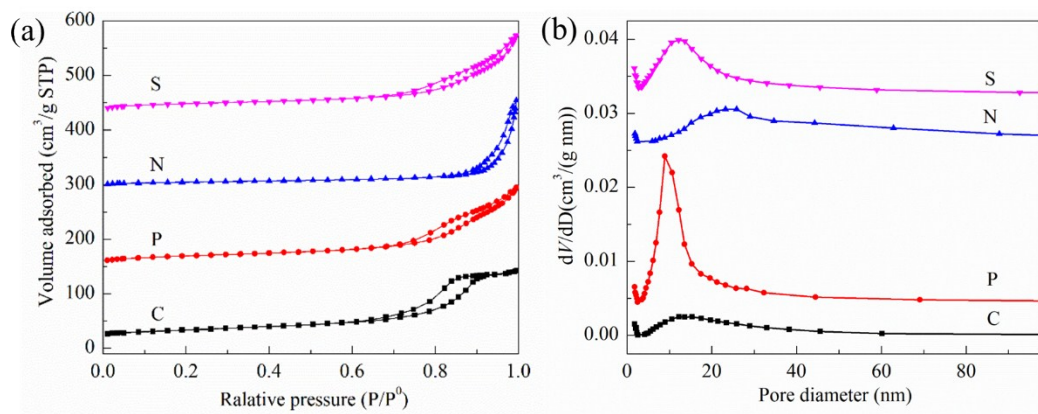 (a)
600
500
400
300
200
100
0
Volume adsorbed (cm³/g STP)
S
N
P
C
0.0 0.2 0.4 0.6 0.8 1.0
Ralative pressure (P/P⁰)
(b)
0.04
0.03
0.02
0.01
0.00
dV/dD(cm³/(g nm)
S
N
P
C
0 20 40 60 80
Pore diameter (nm)